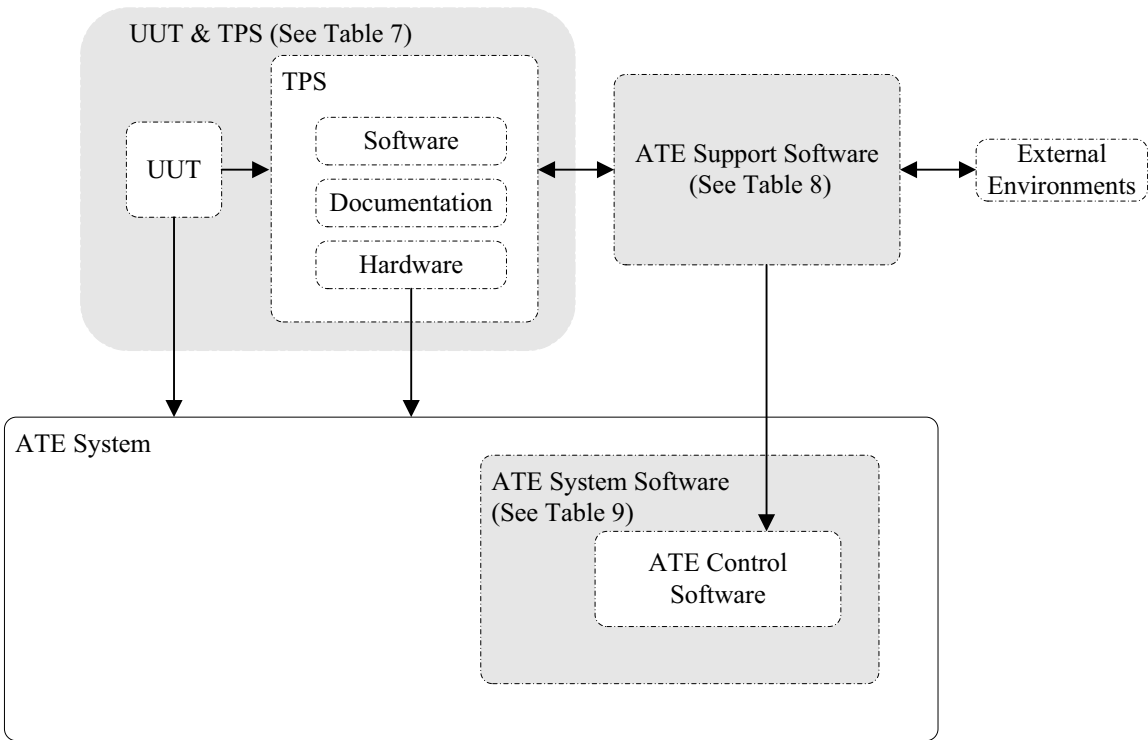 UUT & TPS (See Table 7)
TPS
Software
UUT
Documentation
Hardware
ATE Support Software
(See Table 8)
External
Environments
ATE System
ATE System Software
(See Table 9)
ATE Control
Software